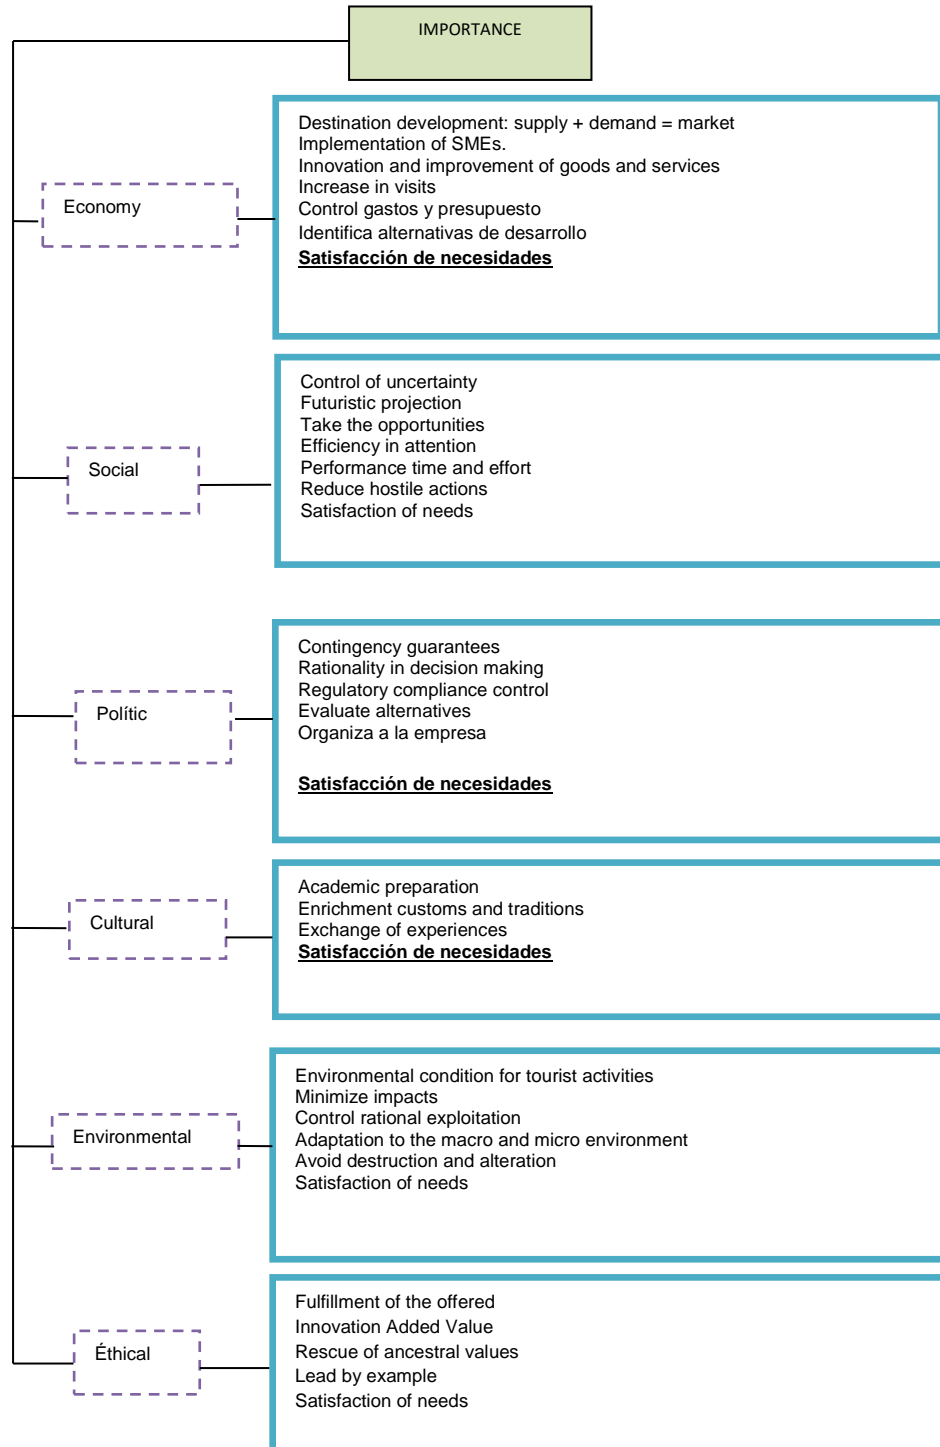 IMPORTANCE
Economy
Destination development: supply + demand = market
Implementation of SMEs.
Innovation and improvement of goods and services
Increase in visits
Control gastos y presupuesto
Identifica alternativas de desarrollo
Satisfacción de necesidades
Social
Control of uncertainty
Futuristic projection
Take the opportunities
Efficiency in attention
Performance time and effort
Reduce hostile actions
Satisfaction of needs
Polític
Contingency guarantees
Rationality in decision making
Regulatory compliance control
Evaluate alternatives
Organiza a la empresa
Satisfacción de necesidades
Cultural
Academic preparation
Enrichment customs and traditions
Exchange of experiences
Satisfacción de necesidades
Environmental
Environmental condition for tourist activities
Minimize impacts
Control rational exploitation
Adaptation to the macro and micro environment
Avoid destruction and alteration
Satisfaction of needs
Éthical
Fulfillment of the offered
Innovation Added Value
Rescue of ancestral values
Lead by example
Satisfaction of needs